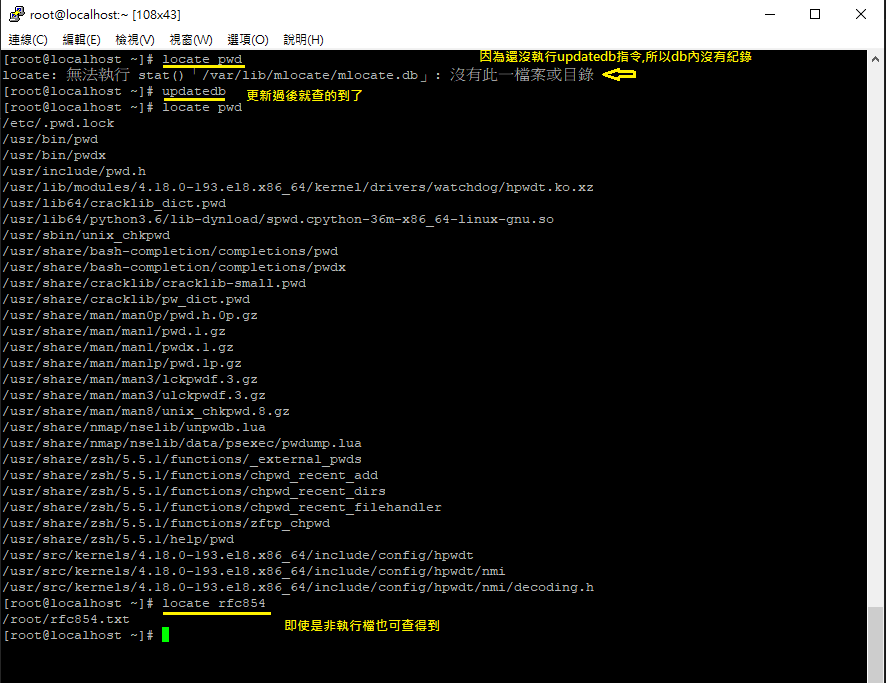 root@localhost:~ [108x43]
連線(C) 編輯(E) 檢視(V) 視窗(W) 選項(O) 說明(H)
[root@localhost ~]# locate pwd 因為還沒執行updatedb指令,所以db內沒有紀錄
locate: 無法執行 stat()「/var/lib/mlocate/mlocate.db」: 沒有此一檔案或目錄
[root@localhost ~]# updatedb 更新過後就查的到了
[root@localhost ~]# locate pwd
/etc/.pwd.lock
/usr/bin/pwd
/usr/bin/pwdx
/usr/include/pwd.h
/usr/lib/modules/4.18.0-193.el8.x86_64/kernel/drivers/watchdog/hpwdt.ko.xz
/usr/lib64/cracklib_dict.pwd
/usr/lib64/python3.6/lib-dynload/spwd.cpython-36m-x86_64-linux-gnu.so
/usr/sbin/unix_chkpwd
/usr/share/bash-completion/completions/pwd
/usr/share/bash-completion/completions/pwdx
/usr/share/cracklib/cracklib-small.pwd
/usr/share/cracklib/pw_dict.pwd
/usr/share/man/man0p/pwd.h.0p.gz
/usr/share/man/man1/pwd.1.gz
/usr/share/man/man1/pwdx.1.gz
/usr/share/man/man1p/pwd.1p.gz
/usr/share/man/man3/lckpwdf.3.gz
/usr/share/man/man3/ulckpwdf.3.gz
/usr/share/man/man8/unix_chkpwd.8.gz
/usr/share/nmap/nselib/unpwdb.lua
/usr/share/nmap/nselib/data/psexec/pwdump.lua
/usr/share/zsh/5.5.1/functions/_external_pwds
/usr/share/zsh/5.5.1/functions/chpwd_recent_add
/usr/share/zsh/5.5.1/functions/chpwd_recent_dirs
/usr/share/zsh/5.5.1/functions/chpwd_recent_filehandler
/usr/share/zsh/5.5.1/functions/zftp_chpwd
/usr/share/zsh/5.5.1/help/pwd
/usr/src/kernels/4.18.0-193.el8.x86_64/include/config/hpwdt
/usr/src/kernels/4.18.0-193.el8.x86_64/include/config/hpwdt/nmi
/usr/src/kernels/4.18.0-193.el8.x86_64/include/config/hpwdt/nmi/decoding.h
[root@localhost ~]# locate rfc854
/root/rfc854.txt 即使是非執行檔也可查得到
[root@localhost ~]#